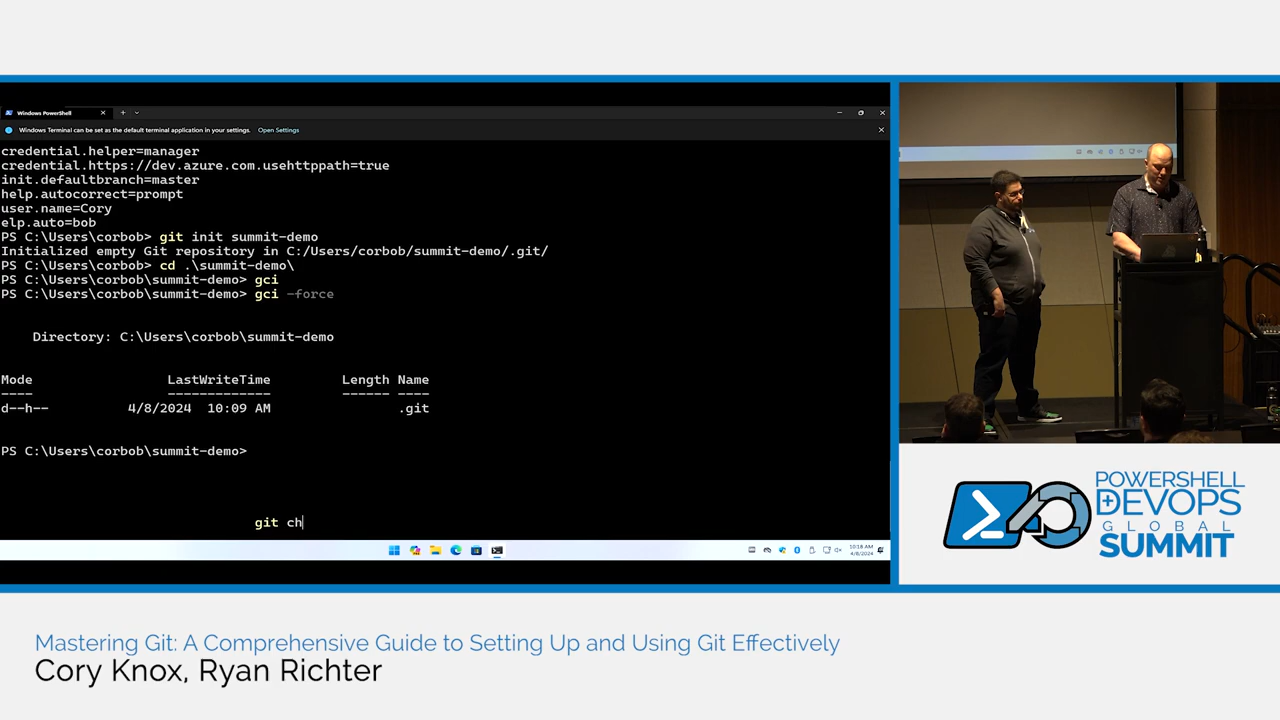 Windows PowerShell
Windows Terminal can be set as the default terminal application in your settings. Open Settings
credential.helper=manager
credential.https://dev.azure.com.usehttppath=true
init.defaultbranch=master
help.autocorrect=prompt
user.name=Cory
elp.auto=bob
PS C:\Users\corbob> git init summit-demo
Initialized empty Git repository in C:/Users/corbob/summit-demo/.git/
PS C:\Users\corbob> cd .\summit-demo\
PS C:\Users\corbob\summit-demo> gci
PS C:\Users\corbob\summit-demo> gci -force
Directory: C:\Users\corbob\summit-demo
Mode LastWriteTime Length Name
---- ------------- ------ ----
d--h-- 4/8/2024 10:09 AM .git
PS C:\Users\corbob\summit-demo>
git ch
10:18 AM
4/8/2024
POWERSHELL
+ DEVOPS
GLOBAL
SUMMIT
Mastering Git: A Comprehensive Guide to Setting Up and Using Git Effectively
Cory Knox, Ryan Richter